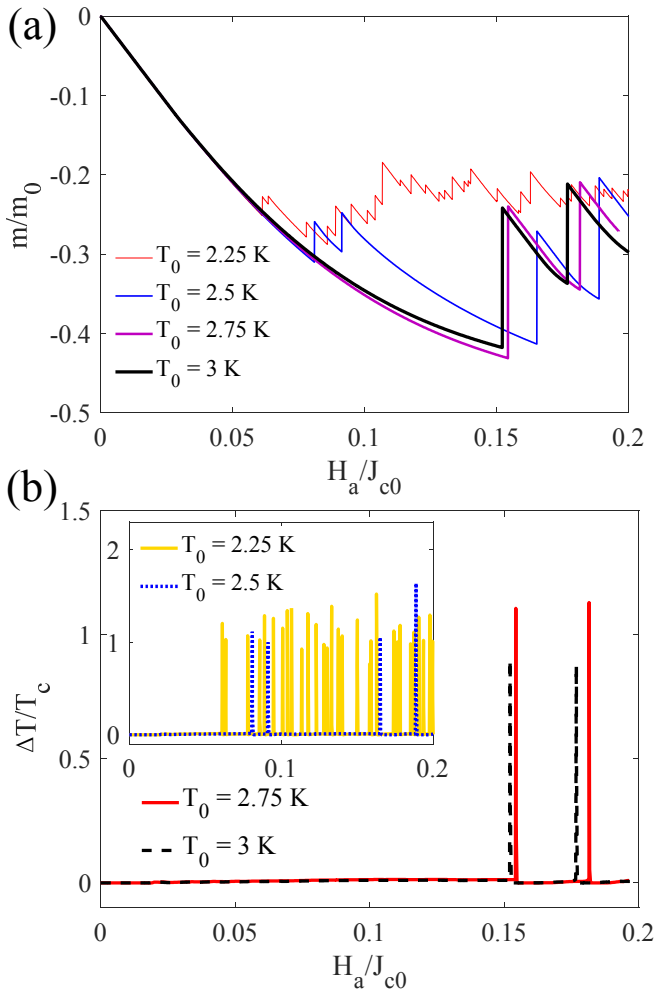 (a)
0
-0.1
-0.2
-0.3
-0.4
-0.5
m/m0
T0 = 2.25 K
T0 = 2.5 K
T0 = 2.75 K
T0 = 3 K
0 0.05 0.1 0.15 0.2
Ha/Jc0
(b)
1.5
1
0.5
0
ΔT/Tc
2
1
0
T0 = 2.25 K
T0 = 2.5 K
0 0.1 0.2
T0 = 2.75 K
T0 = 3 K
0 0.05 0.1 0.15 0.2
Ha/Jc0